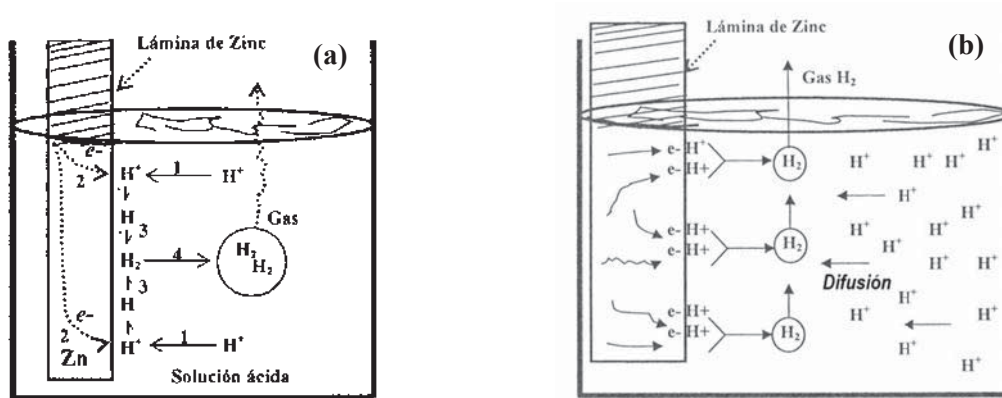 Lámina de Zinc
(a)
e-
2
H⁺
1
H⁺
H
3
Gas
H₂
4
H₂
H₂
3
H
e-
2
Zn
H⁺
1
H⁺
Solución ácida
Lámina de Zinc
(b)
Gas H₂
e- H⁺
e- H+
H₂
H⁺
H⁺
H⁺ H⁺
H⁺
H⁺
H⁺
e- H+
e- H+
H₂
H⁺
H⁺
H⁺
H⁺
H⁺
Difusión
e- H+
e- H+
e- H+
H₂
H⁺
H⁺
H⁺
H⁺
H⁺